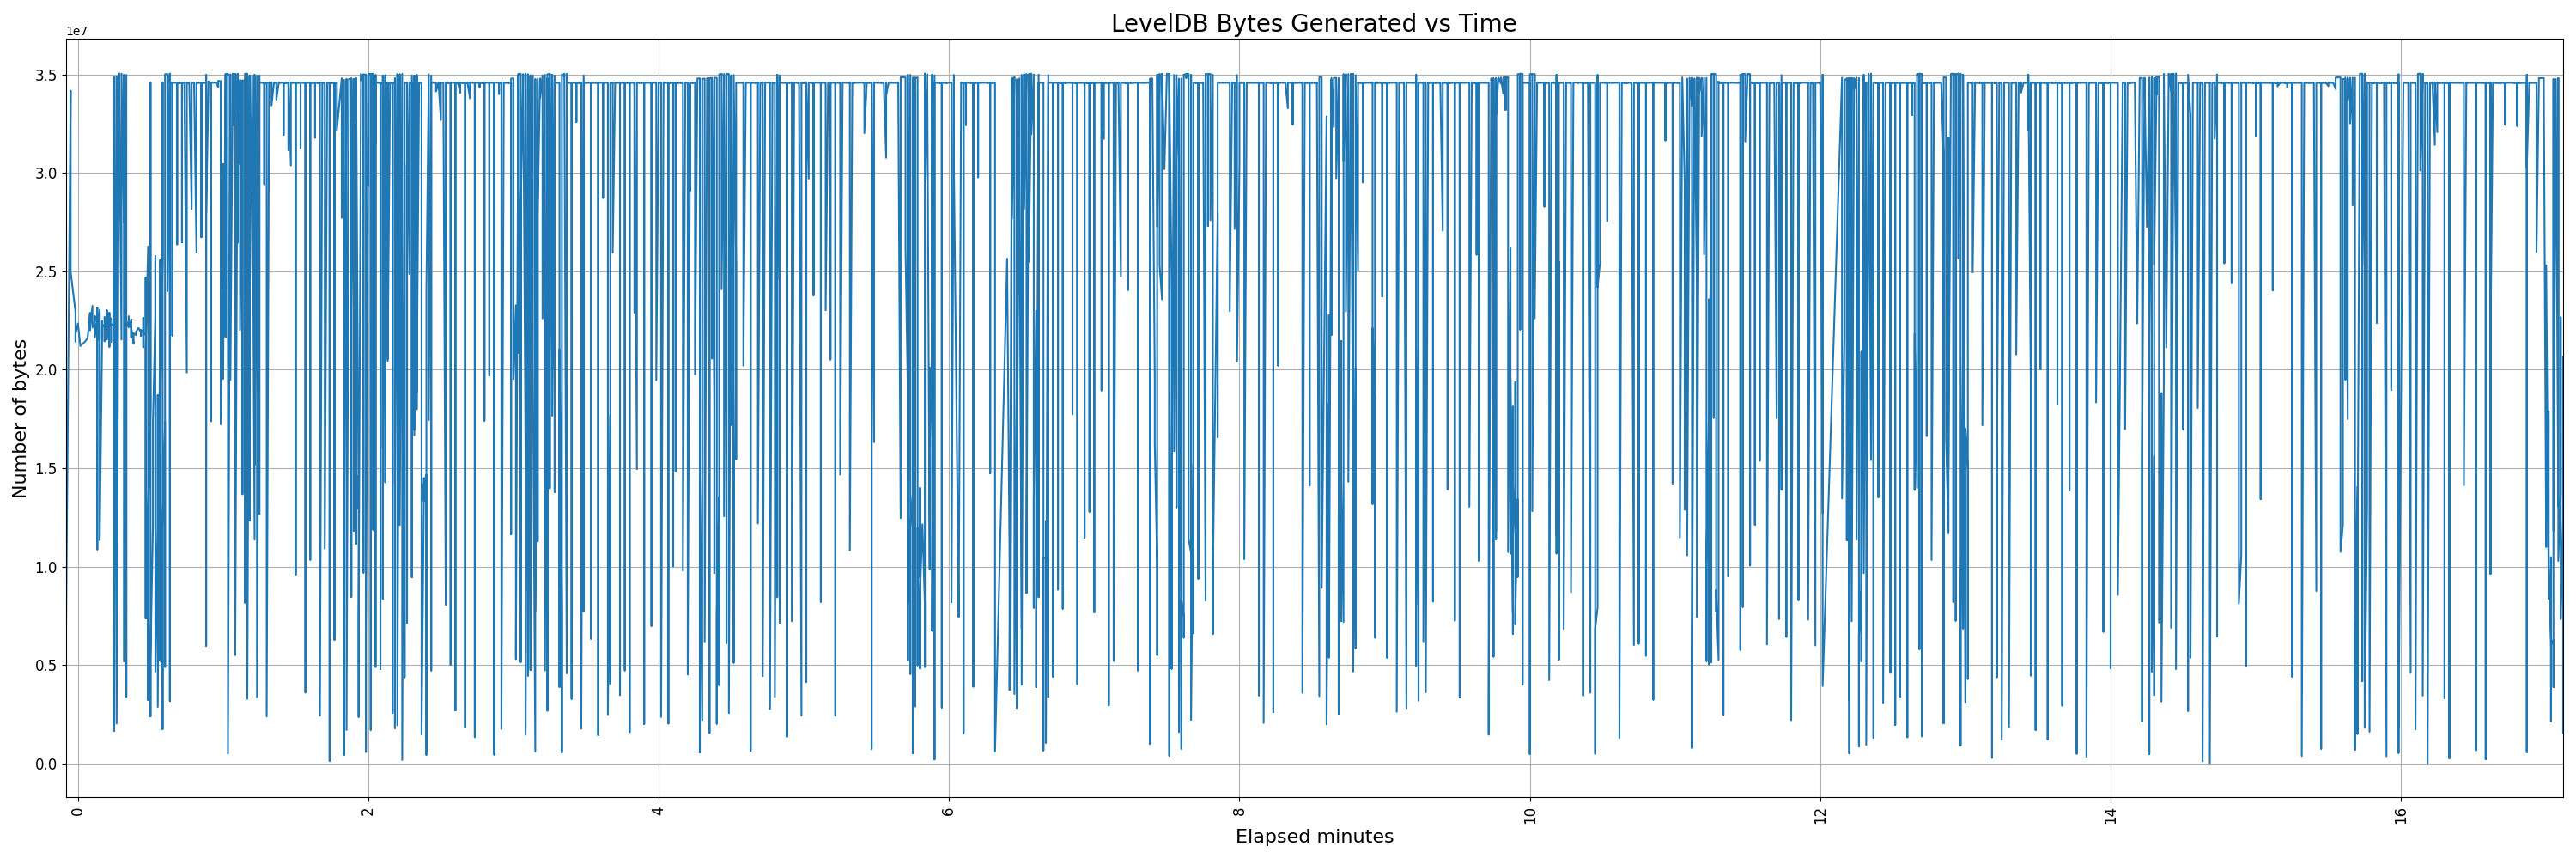 LevelDB Bytes Generated vs Time
1e7
3.5
3.0
2.5
2.0
1.5
1.0
0.5
0.0
Number of bytes
0 2 4 6 8 10 12 14 16
Elapsed minutes